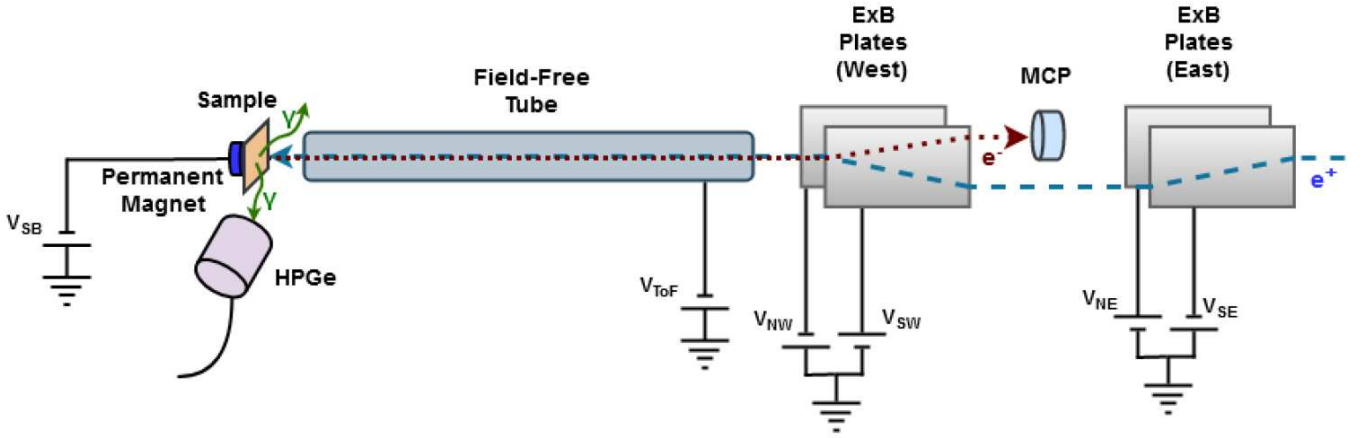 ExB
Plates
(West)
ExB
Plates
(East)
MCP
Field-Free
Tube
Sample
γ
e⁻
e⁺
Permanent
Magnet
γ
V_SB
HPGe
V_ToF
V_NW
V_SW
V_NE
V_SE